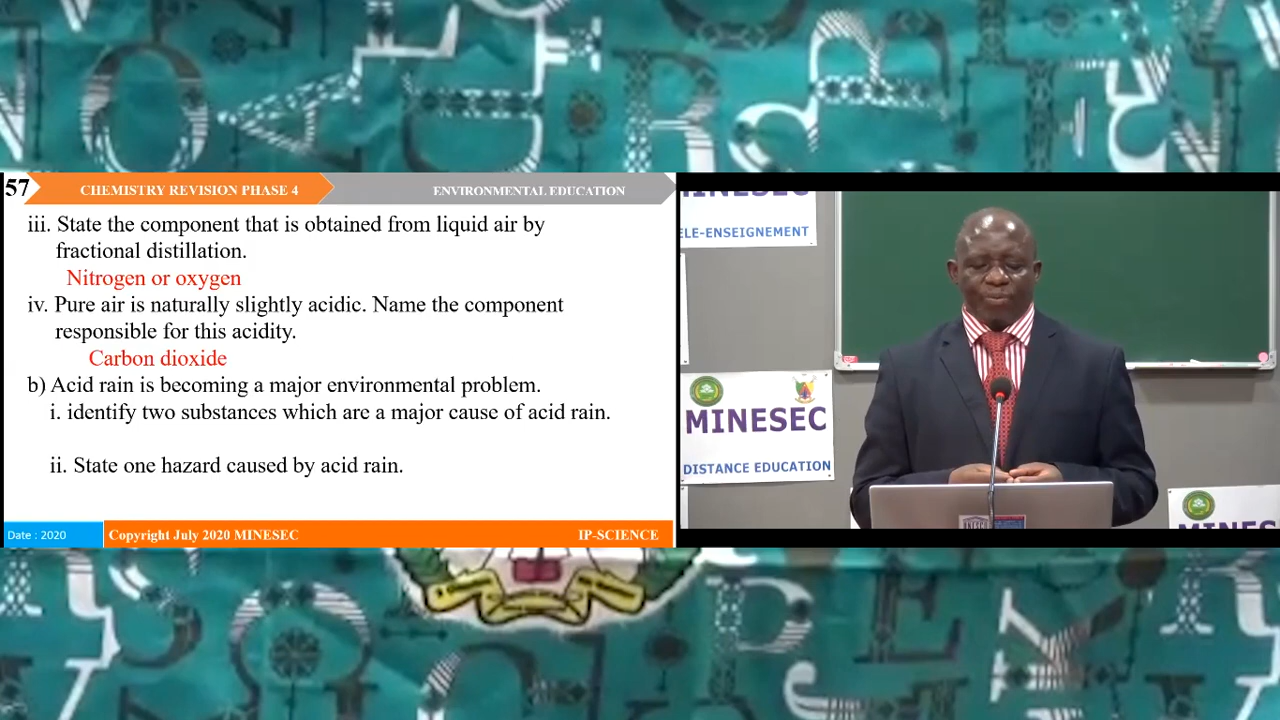 57
CHEMISTRY REVISION PHASE 4
ENVIRONMENTAL EDUCATION
iii. State the component that is obtained from liquid air by
fractional distillation.
Nitrogen or oxygen
iv. Pure air is naturally slightly acidic. Name the component
responsible for this acidity.
Carbon dioxide
b) Acid rain is becoming a major environmental problem.
i. identify two substances which are a major cause of acid rain.
ii. State one hazard caused by acid rain.
Date : 2020
Copyright July 2020 MINESEC
IP-SCIENCE
MINESEC
ELE-ENSEIGNEMENT
MINESEC
DISTANCE EDUCATION
MINES